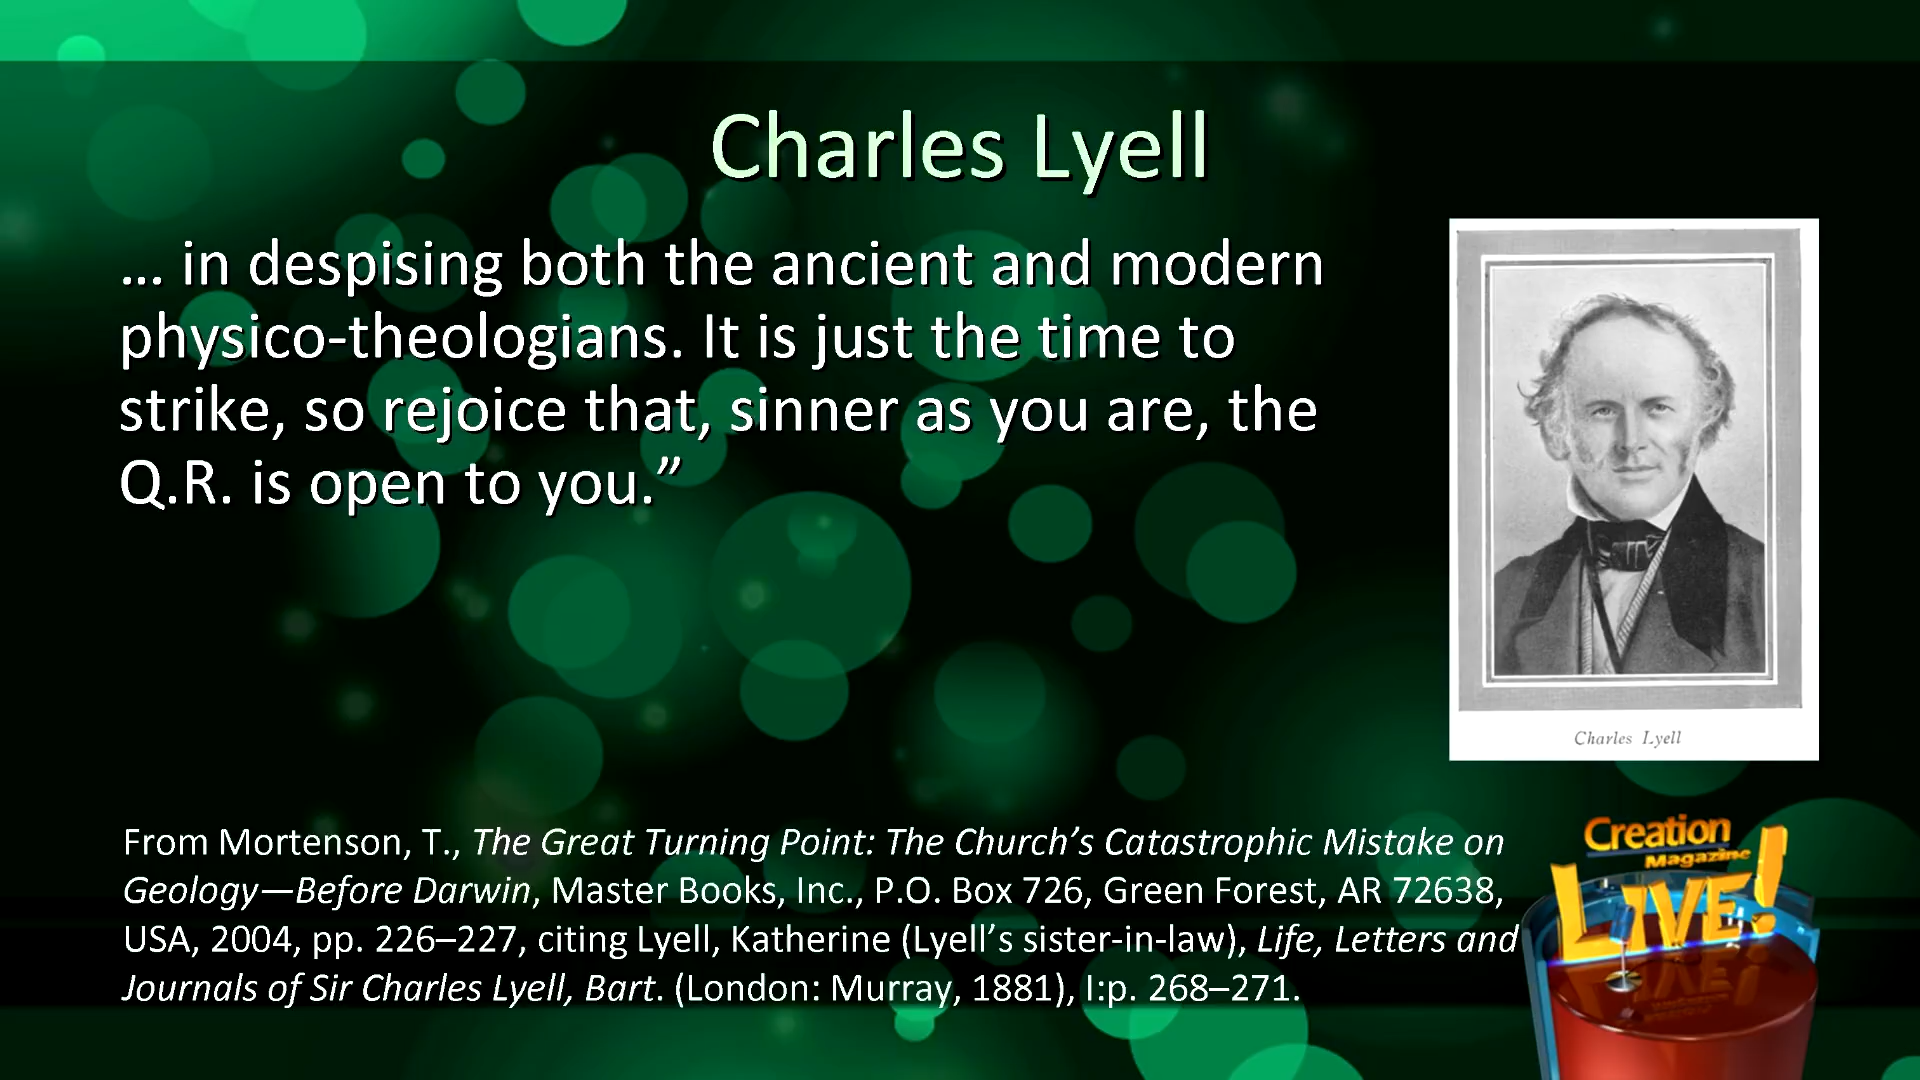 Charles Lyell
… in despising both the ancient and modern
physico-theologians. It is just the time to
strike, so rejoice that, sinner as you are, the
Q.R. is open to you.”
Charles Lyell
From Mortenson, T., The Great Turning Point: The Church’s Catastrophic Mistake on
Geology—Before Darwin, Master Books, Inc., P.O. Box 726, Green Forest, AR 72638,
USA, 2004, pp. 226–227, citing Lyell, Katherine (Lyell’s sister-in-law), Life, Letters and
Journals of Sir Charles Lyell, Bart. (London: Murray, 1881), I:p. 268–271.
Creation
Magazine
LIVE!